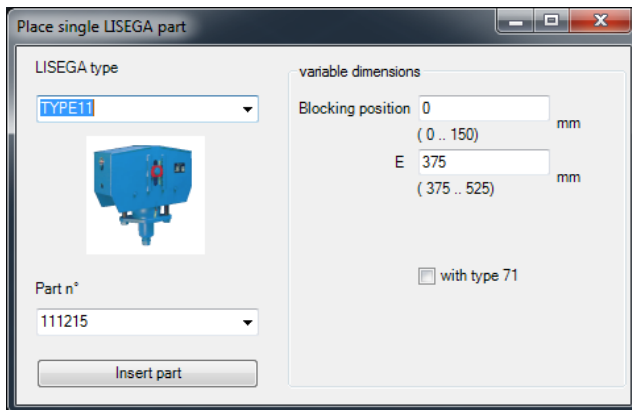 Place single LISEGA part
LISEGA type
TYPE11
Part n°
111215
Insert part
variable dimensions
Blocking position 0 mm
( 0 .. 150)
E 375 mm
( 375 .. 525)
with type 71